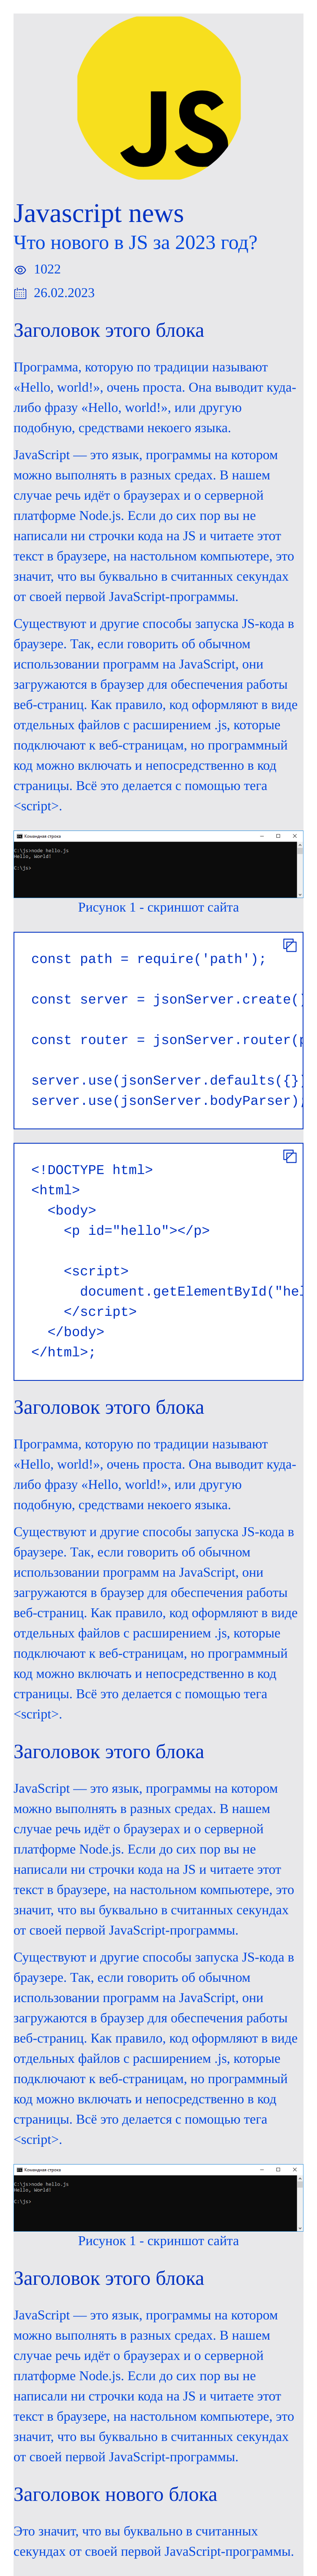 JS
Javascript news
Что нового в JS за 2023 год?
1022
26.02.2023
Заголовок этого блока
Программа, которую по традиции называют
«Hello, world!», очень проста. Она выводит куда-
либо фразу «Hello, world!», или другую
подобную, средствами некоего языка.
JavaScript — это язык, программы на котором
можно выполнять в разных средах. В нашем
случае речь идёт о браузерах и о серверной
платформе Node.js. Если до сих пор вы не
написали ни строчки кода на JS и читаете этот
текст в браузере, на настольном компьютере, это
значит, что вы буквально в считанных секундах
от своей первой JavaScript-программы.
Существуют и другие способы запуска JS-кода в
браузере. Так, если говорить об обычном
использовании программ на JavaScript, они
загружаются в браузер для обеспечения работы
веб-страниц. Как правило, код оформляют в виде
отдельных файлов с расширением .js, которые
подключают к веб-страницам, но программный
код можно включать и непосредственно в код
страницы. Всё это делается с помощью тега
<script>.
Командная строка
C:\js>node hello.js
Hello, World!
C:\js>
Рисунок 1 - скриншот сайта
const path = require('path');
const server = jsonServer.create()
const router = jsonServer.router(p
server.use(jsonServer.defaults({})
server.use(jsonServer.bodyParser);
<!DOCTYPE html>
<html>
  <body>
    <p id="hello"></p>
    <script>
      document.getElementById("hel
    </script>
  </body>
</html>;
Заголовок этого блока
Программа, которую по традиции называют
«Hello, world!», очень проста. Она выводит куда-
либо фразу «Hello, world!», или другую
подобную, средствами некоего языка.
Существуют и другие способы запуска JS-кода в
браузере. Так, если говорить об обычном
использовании программ на JavaScript, они
загружаются в браузер для обеспечения работы
веб-страниц. Как правило, код оформляют в виде
отдельных файлов с расширением .js, которые
подключают к веб-страницам, но программный
код можно включать и непосредственно в код
страницы. Всё это делается с помощью тега
<script>.
Заголовок этого блока
JavaScript — это язык, программы на котором
можно выполнять в разных средах. В нашем
случае речь идёт о браузерах и о серверной
платформе Node.js. Если до сих пор вы не
написали ни строчки кода на JS и читаете этот
текст в браузере, на настольном компьютере, это
значит, что вы буквально в считанных секундах
от своей первой JavaScript-программы.
Существуют и другие способы запуска JS-кода в
браузере. Так, если говорить об обычном
использовании программ на JavaScript, они
загружаются в браузер для обеспечения работы
веб-страниц. Как правило, код оформляют в виде
отдельных файлов с расширением .js, которые
подключают к веб-страницам, но программный
код можно включать и непосредственно в код
страницы. Всё это делается с помощью тега
<script>.
Командная строка
C:\js>node hello.js
Hello, World!
C:\js>
Рисунок 1 - скриншот сайта
Заголовок этого блока
JavaScript — это язык, программы на котором
можно выполнять в разных средах. В нашем
случае речь идёт о браузерах и о серверной
платформе Node.js. Если до сих пор вы не
написали ни строчки кода на JS и читаете этот
текст в браузере, на настольном компьютере, это
значит, что вы буквально в считанных секундах
от своей первой JavaScript-программы.
Заголовок нового блока
Это значит, что вы буквально в считанных
секундах от своей первой JavaScript-программы.